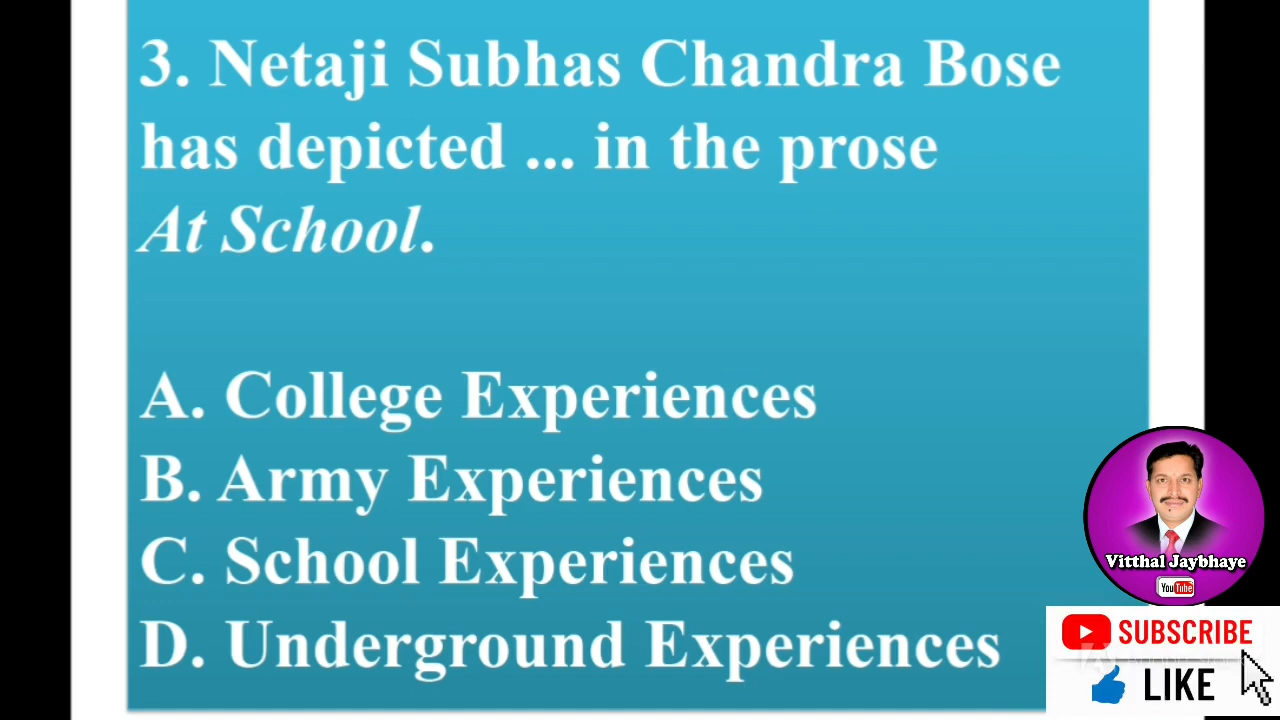 3. Netaji Subhas Chandra Bose
has depicted ... in the prose
At School.
A. College Experiences
B. Army Experiences
C. School Experiences
D. Underground Experiences
Vitthal Jaybhaye
YouTube
SUBSCRIBE
LIKE